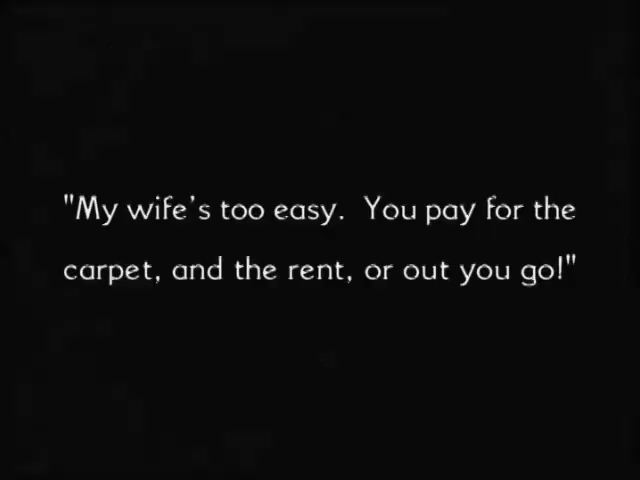 "My wife's too easy.  You pay for the
carpet, and the rent, or out you go!"